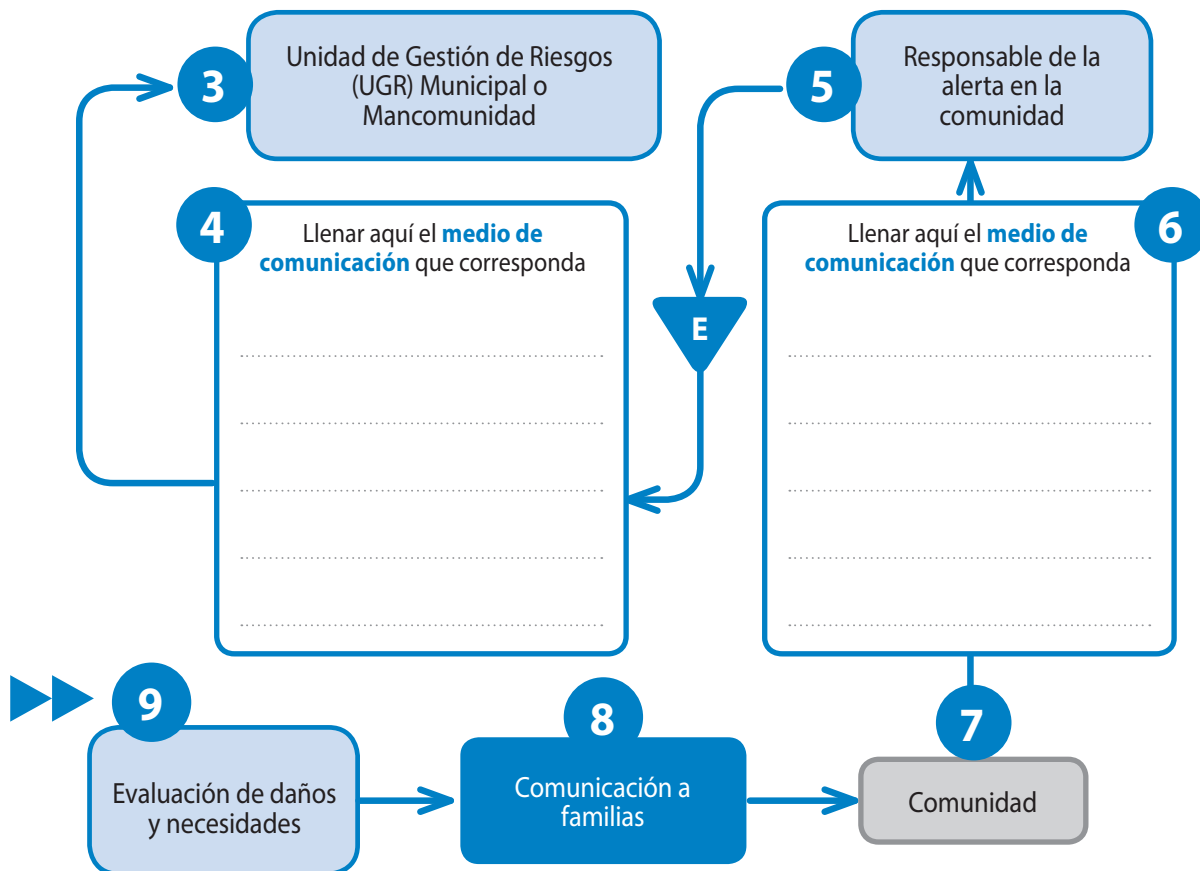 3
Unidad de Gestión de Riesgos
(UGR) Municipal o
Mancomunidad
5
Responsable de la
alerta en la
comunidad
4
Llenar aquí el medio de
comunicación que corresponda
E
6
Llenar aquí el medio de
comunicación que corresponda
9
Evaluación de daños
y necesidades
8
Comunicación a
familias
7
Comunidad